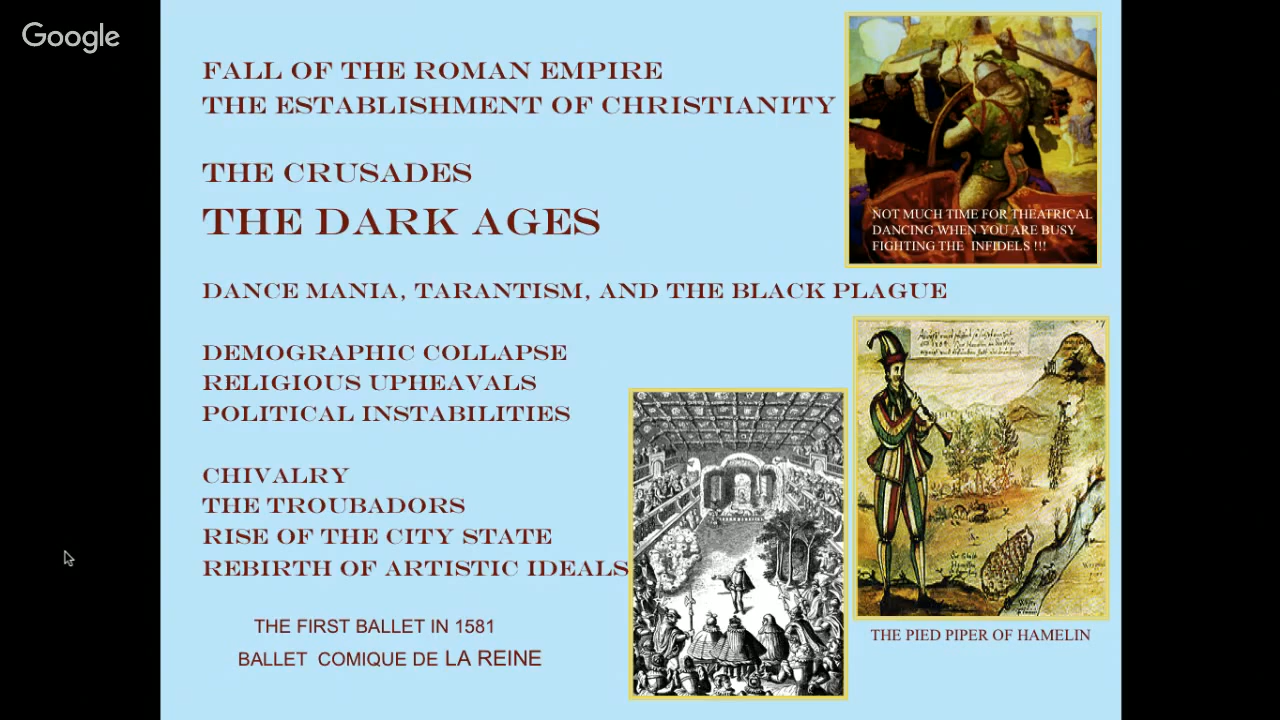 Google
FALL OF THE ROMAN EMPIRE
THE ESTABLISHMENT OF CHRISTIANITY
THE CRUSADES
THE DARK AGES
NOT MUCH TIME FOR THEATRICAL
DANCING WHEN YOU ARE BUSY
FIGHTING THE INFIDELS !!!
DANCE MANIA, TARANTISM, AND THE BLACK PLAGUE
DEMOGRAPHIC COLLAPSE
RELIGIOUS UPHEAVALS
POLITICAL INSTABILITIES
CHIVALRY
THE TROUBADORS
RISE OF THE CITY STATE
REBIRTH OF ARTISTIC IDEALS
THE FIRST BALLET IN 1581
BALLET COMIQUE DE LA REINE
THE PIED PIPER OF HAMELIN